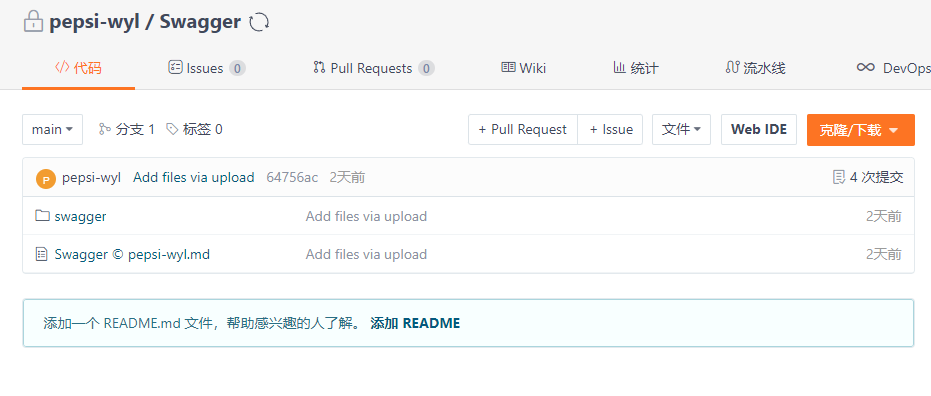 pepsi-wyl / Swagger
代码 Issues 0 Pull Requests 0 Wiki 统计 流水线 DevOps
main 分支 1 标签 0 + Pull Request + Issue 文件 Web IDE 克隆/下载
P pepsi-wyl Add files via upload 64756ac 2天前 4 次提交
swagger Add files via upload 2天前
Swagger © pepsi-wyl.md Add files via upload 2天前
添加一个 README.md 文件，帮助感兴趣的人了解。 添加 README